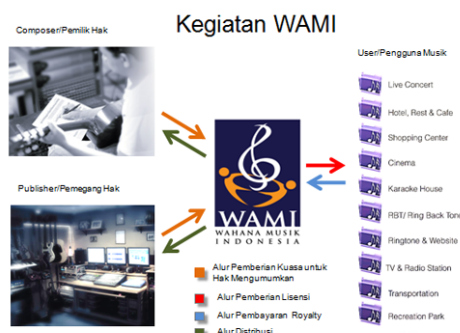 Kegiatan WAMI
Composer/Pemilik Hak
User/Pengguna Musik
Live Concert
Hotel, Rest & Cafe
Shopping Center
Cinema
Karaoke House
RBT/ Ring Back Tone
Ringtone & Website
TV & Radio Station
Transportation
Recreation Park
Publisher/Pemegang Hak
WAMI
WAHANA MUSIK
INDONESIA
Alur Pemberian Kuasa untuk
Hak Mengumumkan
Alur Pemberian Lisensi
Alur Pembayaran Royalty
Alur Distribusi